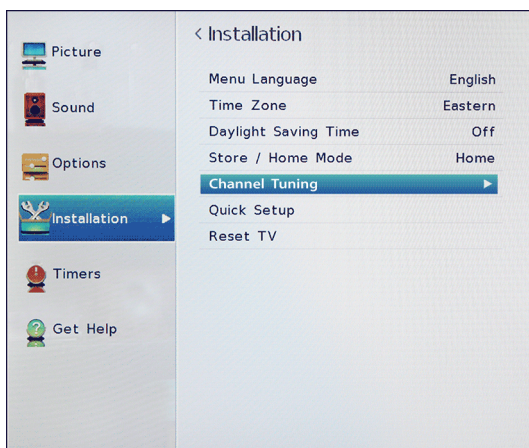 Picture
Sound
Options
Installation
Timers
Get Help
< Installation
Menu Language English
Time Zone Eastern
Daylight Saving Time Off
Store / Home Mode Home
Channel Tuning
Quick Setup
Reset TV